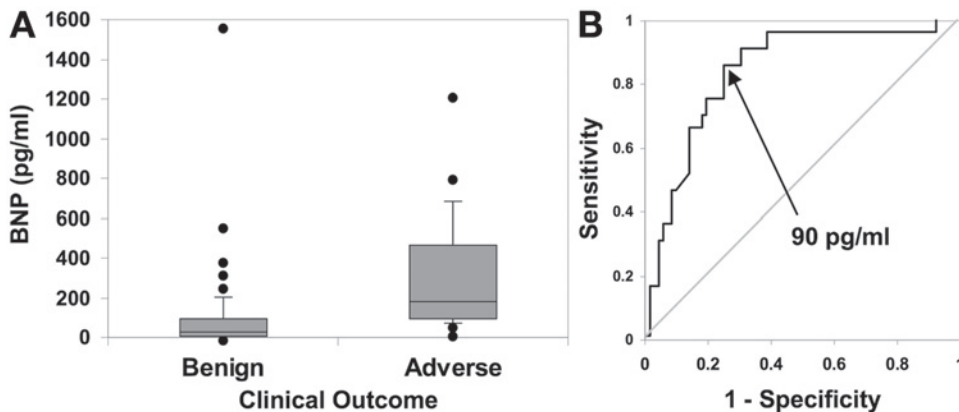 A
BNP (pg/ml)
1600
1400
1200
1000
800
600
400
200
0
Benign
Adverse
Clinical Outcome
B
Sensitivity
1
0.8
0.6
0.4
0.2
0
90 pg/ml
0 0.2 0.4 0.6 0.8 1
1 - Specificity